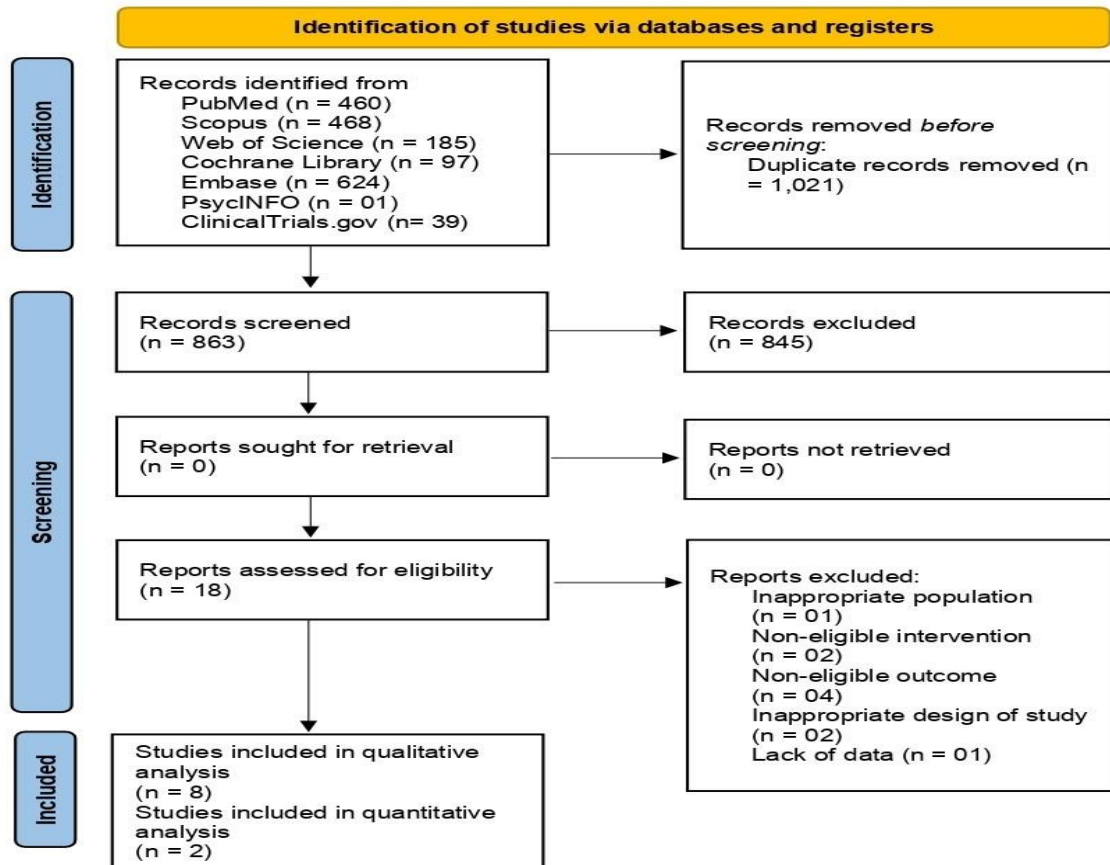 Identification of studies via databases and registers
Identification
Records identified from
PubMed (n = 460)
Scopus (n = 468)
Web of Science (n = 185)
Cochrane Library (n = 97)
Embase (n = 624)
PsycINFO (n = 01)
ClinicalTrials.gov (n= 39)
Records removed before
screening:
Duplicate records removed (n
= 1,021)
Screening
Records screened
(n = 863)
Records excluded
(n = 845)
Reports sought for retrieval
(n = 0)
Reports not retrieved
(n = 0)
Reports assessed for eligibility
(n = 18)
Reports excluded:
Inappropriate population
(n = 01)
Non-eligible intervention
(n = 02)
Non-eligible outcome
(n = 04)
Inappropriate design of study
(n = 02)
Lack of data (n = 01)
Included
Studies included in qualitative
analysis
(n = 8)
Studies included in quantitative
analysis
(n = 2)